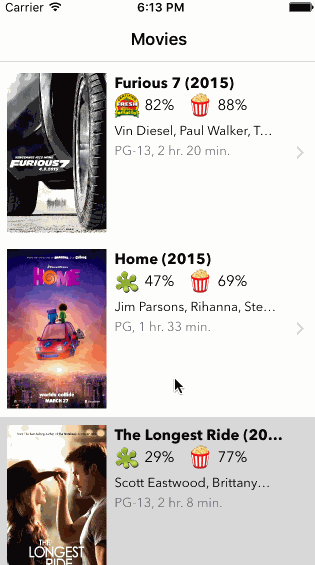 Carrier 6:13 PM
Movies
Furious 7 (2015)
FRESH 82% 88%
Vin Diesel, Paul Walker, T...
PG-13, 2 hr. 20 min.
FURIOUS 7
Home (2015)
47% 69%
Jim Parsons, Rihanna, Ste...
PG, 1 hr. 33 min.
HOME
worlds collide
MARCH 27
The Longest Ride (20...
29% 77%
Scott Eastwood, Brittany...
PG-13, 2 hr. 8 min.
THE
LONGEST
RIDE